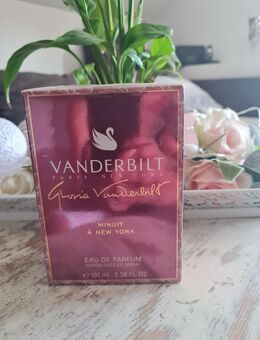 VANDERBILT
PARIS-NEW YORK
Gloria Vanderbilt
MINUIT
À NEW YORK
EAU DE PARFUM
VAPORISATEUR SPRAY
e 100 ml - 3.38 FL OZ